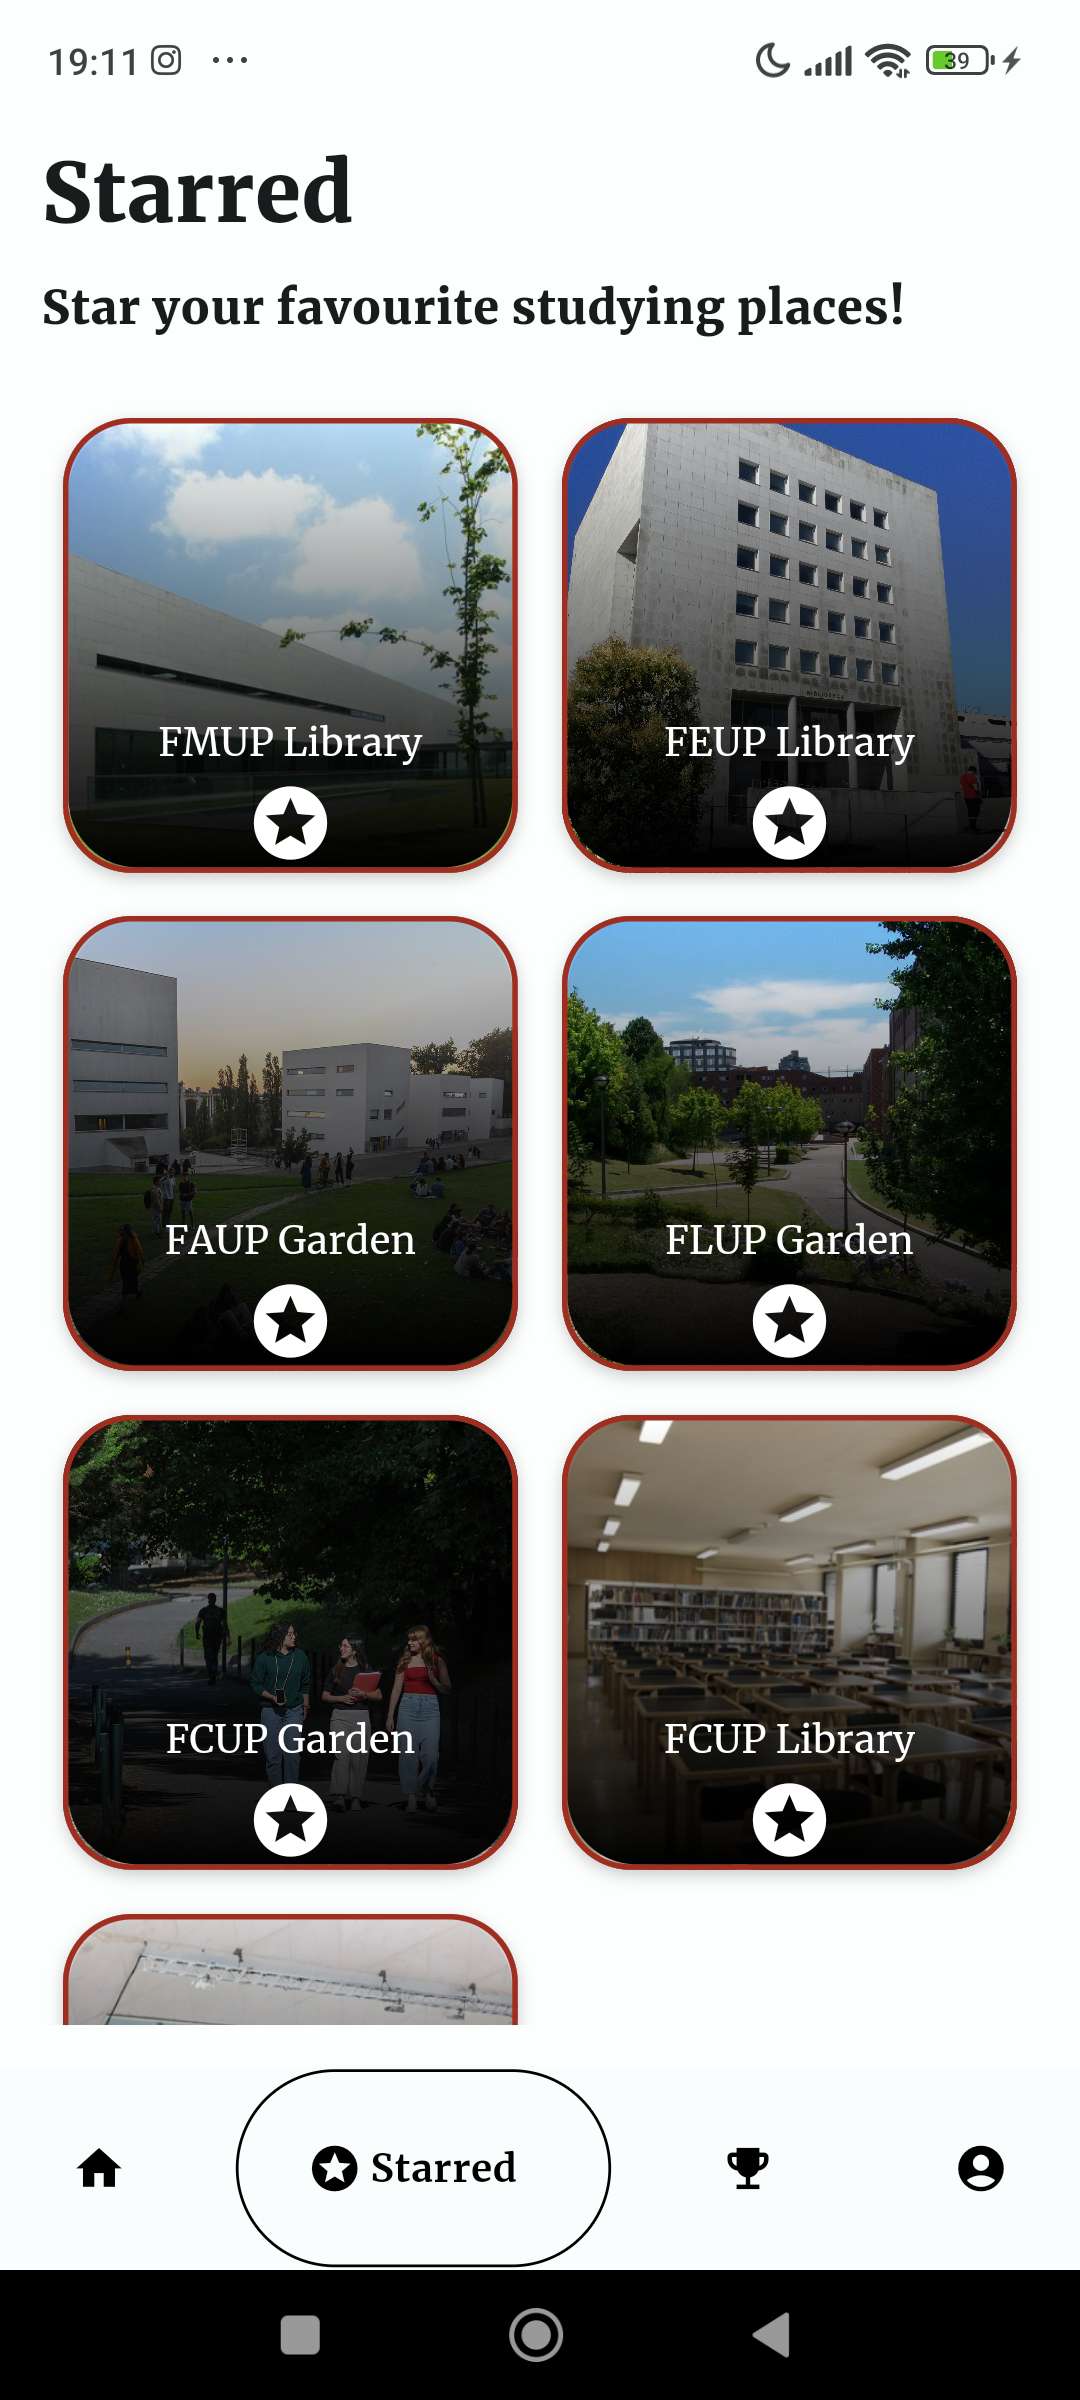 19:11
39
Starred
Star your favourite studying places!
FMUP Library
FEUP Library
FAUP Garden
FLUP Garden
FCUP Garden
FCUP Library
Starred